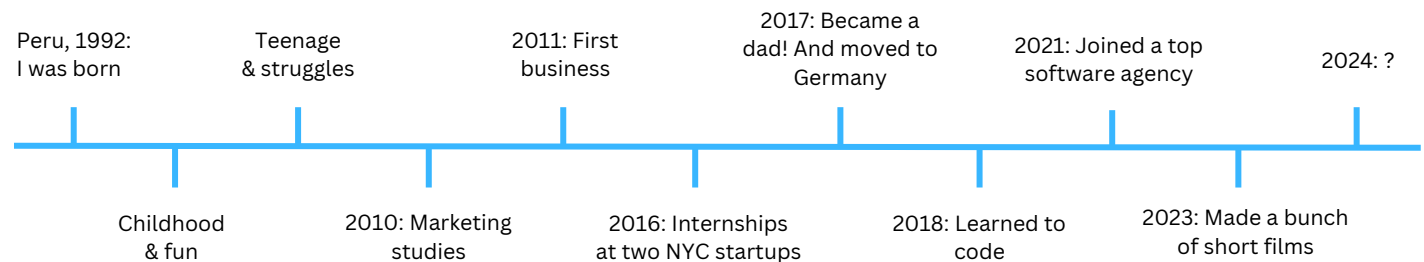 Peru, 1992:
I was born
Childhood
& fun
Teenage
& struggles
2010: Marketing
studies
2011: First
business
2016: Internships
at two NYC startups
2017: Became a
dad! And moved to
Germany
2018: Learned to
code
2021: Joined a top
software agency
2023: Made a bunch
of short films
2024: ?